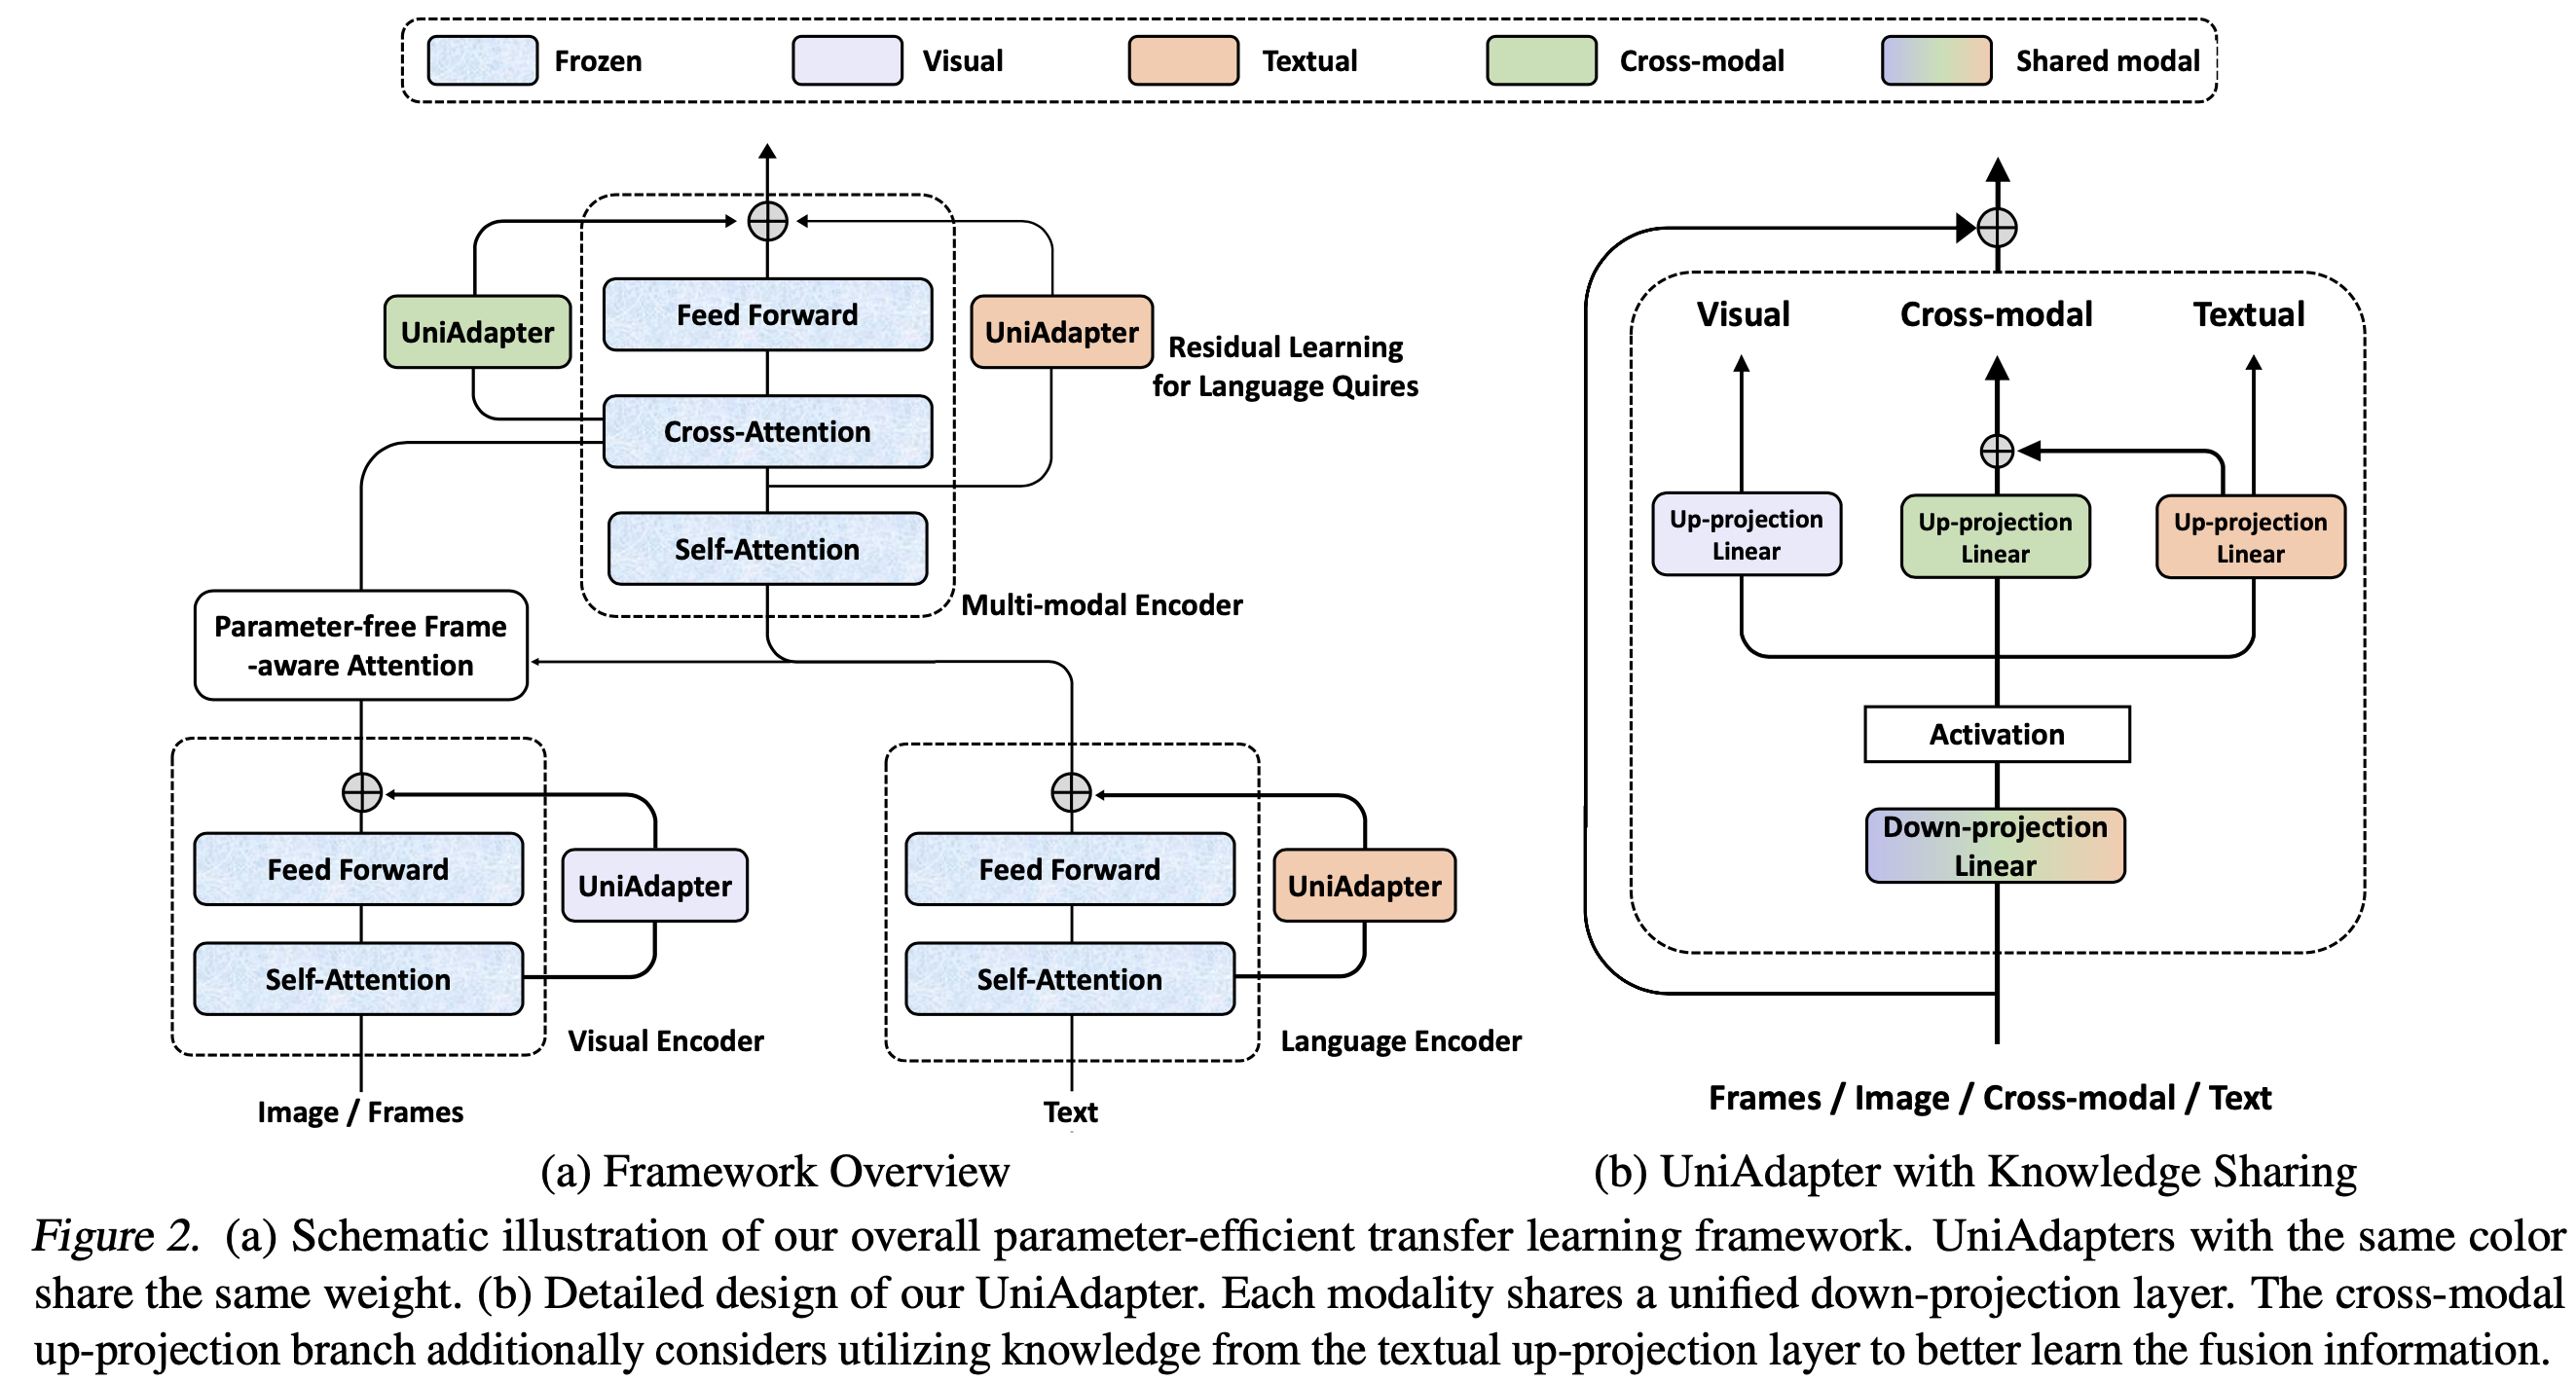 Frozen
Visual
Textual
Cross-modal
Shared modal
UniAdapter
Feed Forward
UniAdapter
Residual Learning
for Language Quires
Cross-Attention
Self-Attention
Multi-modal Encoder
Parameter-free Frame
-aware Attention
Feed Forward
UniAdapter
Self-Attention
Visual Encoder
Image / Frames
Feed Forward
UniAdapter
Self-Attention
Language Encoder
Text
(a) Framework Overview
Visual
Cross-modal
Textual
Up-projection
Linear
Up-projection
Linear
Up-projection
Linear
Activation
Down-projection
Linear
Frames / Image / Cross-modal / Text
(b) UniAdapter with Knowledge Sharing
Figure 2. (a) Schematic illustration of our overall parameter-efficient transfer learning framework. UniAdapters with the same color
share the same weight. (b) Detailed design of our UniAdapter. Each modality shares a unified down-projection layer. The cross-modal
up-projection branch additionally considers utilizing knowledge from the textual up-projection layer to better learn the fusion information.